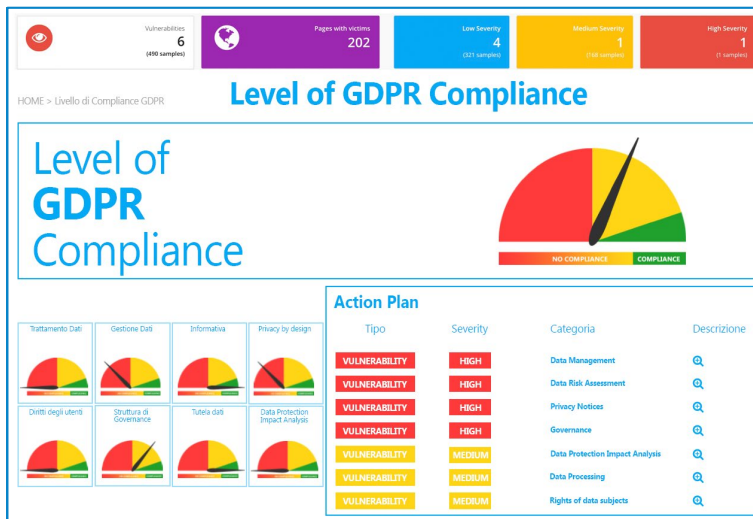 Vulnerabilities
6
(490 samples)
Pages with victims
202
Low Severity
4
(321 samples)
Medium Severity
1
(168 samples)
High Severity
1
(1 samples)
HOME > Livello di Compliance GDPR
Level of GDPR Compliance
Level of
GDPR
Compliance
NO COMPLIANCE COMPLIANCE
Trattamento Dati
Gestione Dati
Informativa
Privacy by design
Diritti degli utenti
Struttura di
Governance
Tutela dati
Data Protection
Impact Analysis
Action Plan
Tipo Severity Categoria Descrizione
VULNERABILITY HIGH Data Management
VULNERABILITY HIGH Data Risk Assessment
VULNERABILITY HIGH Privacy Notices
VULNERABILITY HIGH Governance
VULNERABILITY MEDIUM Data Protection Impact Analysis
VULNERABILITY MEDIUM Data Processing
VULNERABILITY MEDIUM Rights of data subjects